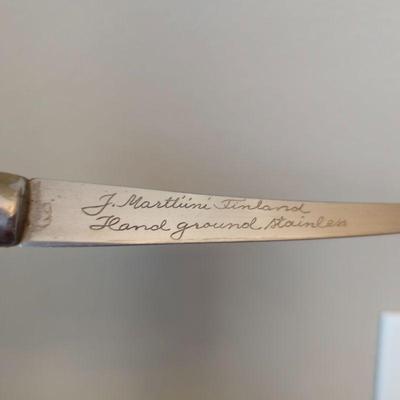 J. Marttiini Finland
Hand ground stainless